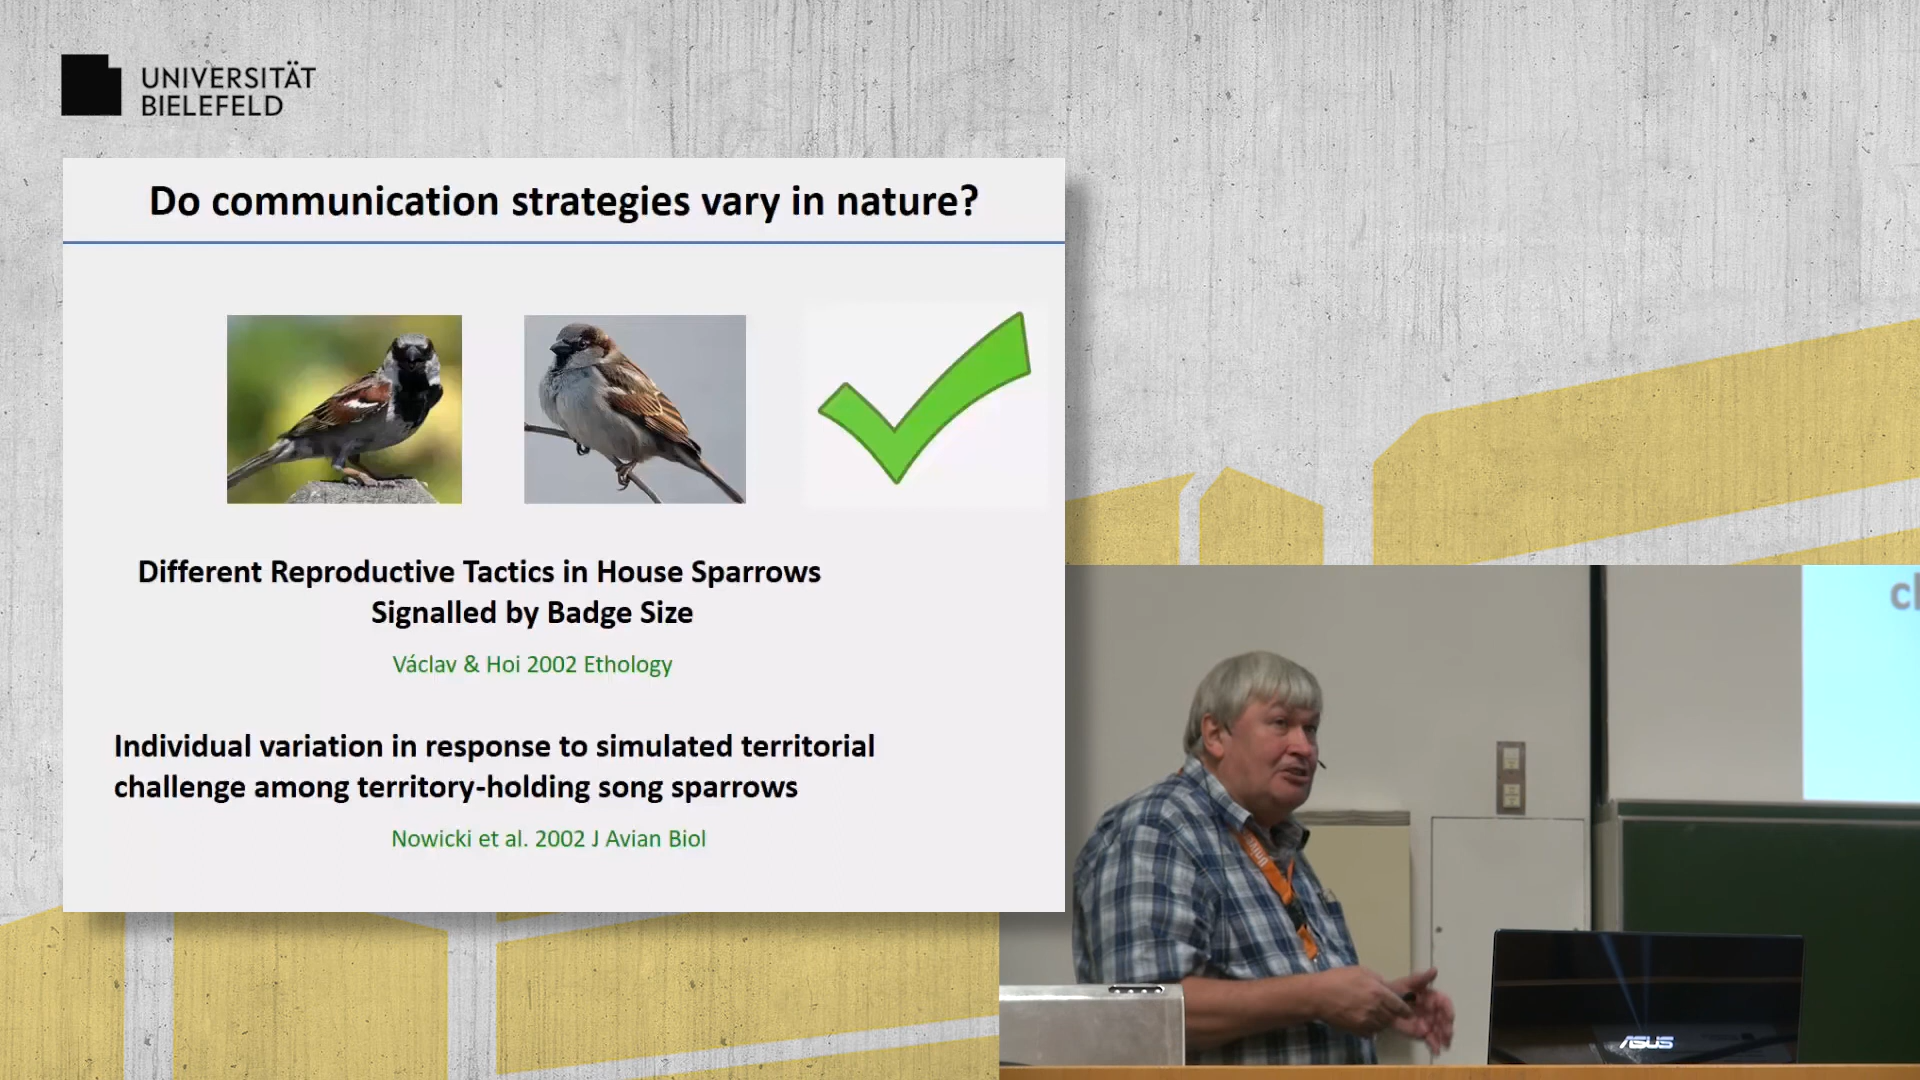 UNIVERSITÄT
BIELEFELD
Do communication strategies vary in nature?
Different Reproductive Tactics in House Sparrows
Signalled by Badge Size
Václav & Hoi 2002 Ethology
Individual variation in response to simulated territorial
challenge among territory-holding song sparrows
Nowicki et al. 2002 J Avian Biol
ASUS